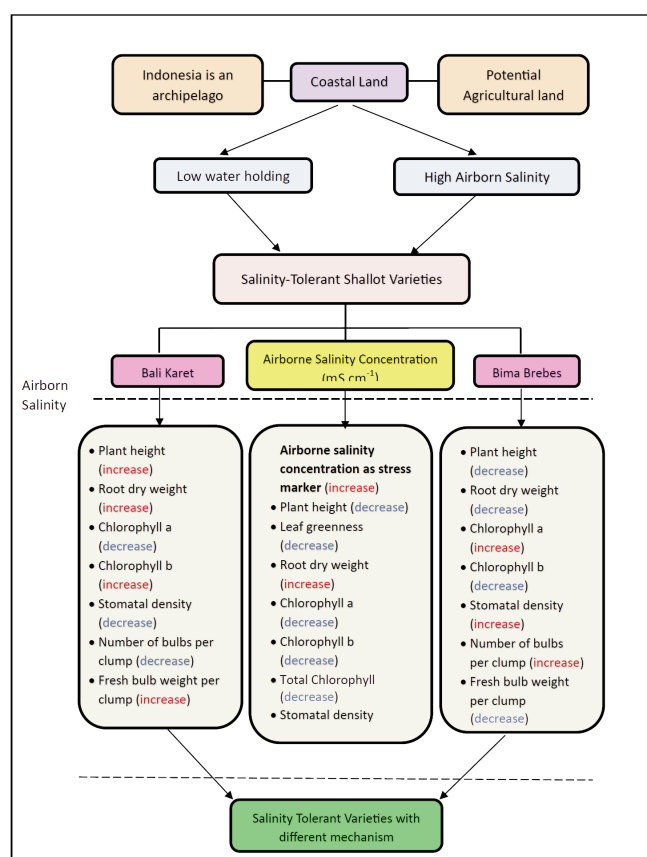 Indonesia is an
archipelago
Coastal Land
Potential
Agricultural land
Low water holding
High Airborn Salinity
Salinity-Tolerant Shallot Varieties
Bali Karet
Airborne Salinity Concentration
(mS cm⁻¹)
Bima Brebes
Airborn
Salinity
• Plant height
(increase)
• Root dry weight
(increase)
• Chlorophyll a
(decrease)
• Chlorophyll b
(increase)
• Stomatal density
(decrease)
• Number of bulbs per
clump (decrease)
• Fresh bulb weight per
clump (increase)
Airborne salinity
concentration as stress
marker (increase)
• Plant height (decrease)
• Leaf greenness
(decrease)
• Root dry weight
(increase)
• Chlorophyll a
(decrease)
• Chlorophyll b
(decrease)
• Total Chlorophyll
(decrease)
• Stomatal density
• Plant height
(decrease)
• Root dry weight
(decrease)
• Chlorophyll a
(increase)
• Chlorophyll b
(decrease)
• Stomatal density
(increase)
• Number of bulbs
per clump (increase)
• Fresh bulb weight
per clump
(decrease)
Salinity Tolerant Varieties with
different mechanism